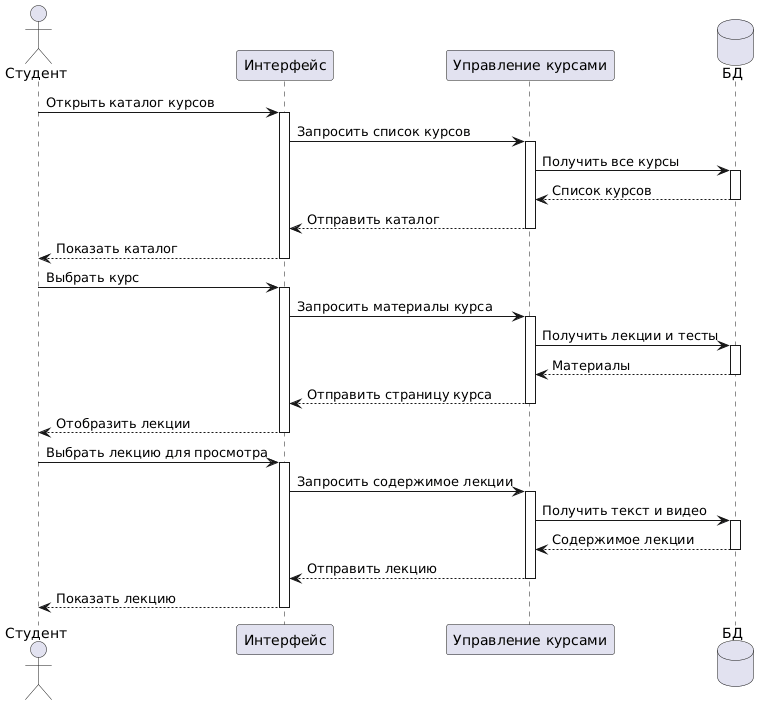 Студент
Интерфейс
Управление курсами
БД
Открыть каталог курсов
Запросить список курсов
Получить все курсы
Список курсов
Отправить каталог
Показать каталог
Выбрать курс
Запросить материалы курса
Получить лекции и тесты
Материалы
Отправить страницу курса
Отобразить лекции
Выбрать лекцию для просмотра
Запросить содержимое лекции
Получить текст и видео
Содержимое лекции
Отправить лекцию
Показать лекцию
Студент
Интерфейс
Управление курсами
БД